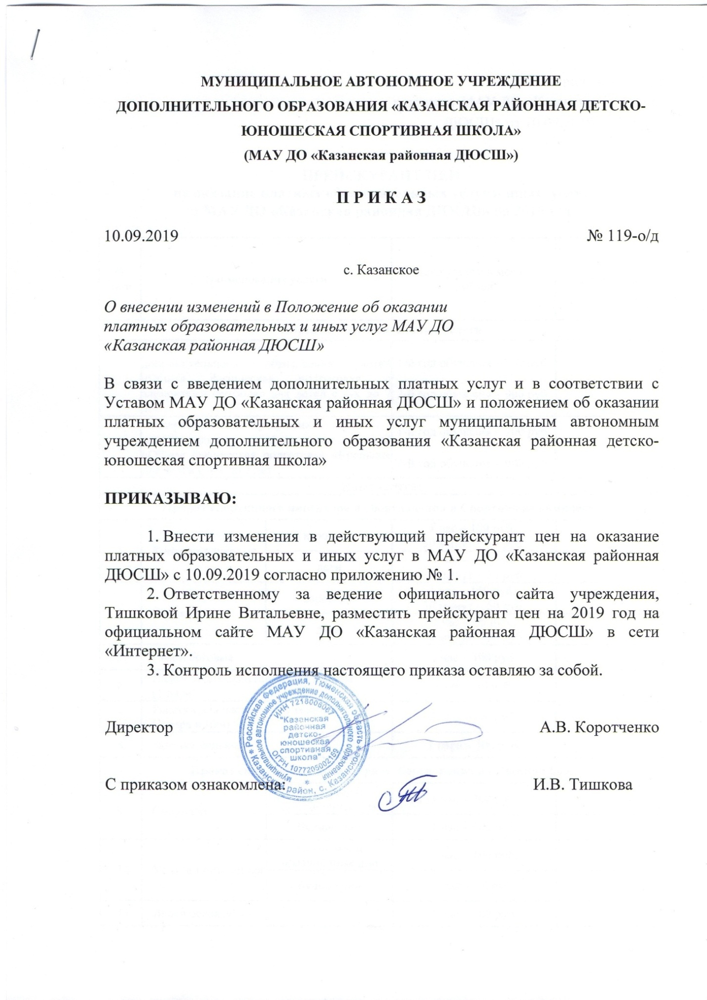 МУНИЦИПАЛЬНОЕ АВТОНОМНОЕ УЧРЕЖДЕНИЕ
ДОПОЛНИТЕЛЬНОГО ОБРАЗОВАНИЯ «КАЗАНСКАЯ РАЙОННАЯ ДЕТСКО-
ЮНОШЕСКАЯ СПОРТИВНАЯ ШКОЛА»
(МАУ ДО «Казанская районная ДЮСШ»)
П Р И К А З
10.09.2019 № 119-о/д
с. Казанское
О внесении изменений в Положение об оказании
платных образовательных и иных услуг МАУ ДО
«Казанская районная ДЮСШ»
В связи с введением дополнительных платных услуг и в соответствии с
Уставом МАУ ДО «Казанская районная ДЮСШ» и положением об оказании
платных образовательных и иных услуг муниципальным автономным
учреждением дополнительного образования «Казанская районная детско-
юношеская спортивная школа»
ПРИКАЗЫВАЮ:
1. Внести изменения в действующий прейскурант цен на оказание
платных образовательных и иных услуг в МАУ ДО «Казанская районная
ДЮСШ» с 10.09.2019 согласно приложению № 1.
2. Ответственному за ведение официального сайта учреждения,
Тишковой Ирине Витальевне, разместить прейскурант цен на 2019 год на
официальном сайте МАУ ДО «Казанская районная ДЮСШ» в сети
«Интернет».
3. Контроль исполнения настоящего приказа оставляю за собой.
Российская Федерация, Тюменская область
Казанский район, с. Казанское
муниципальное автономное учреждение дополнительного образования
ИНН 7218006067
"Казанская
районная
детско-
юношеская
спортивная
школа"
ОГРН 1077205002159
Директор А.В. Коротченко
С приказом ознакомлена: И.В. Тишкова